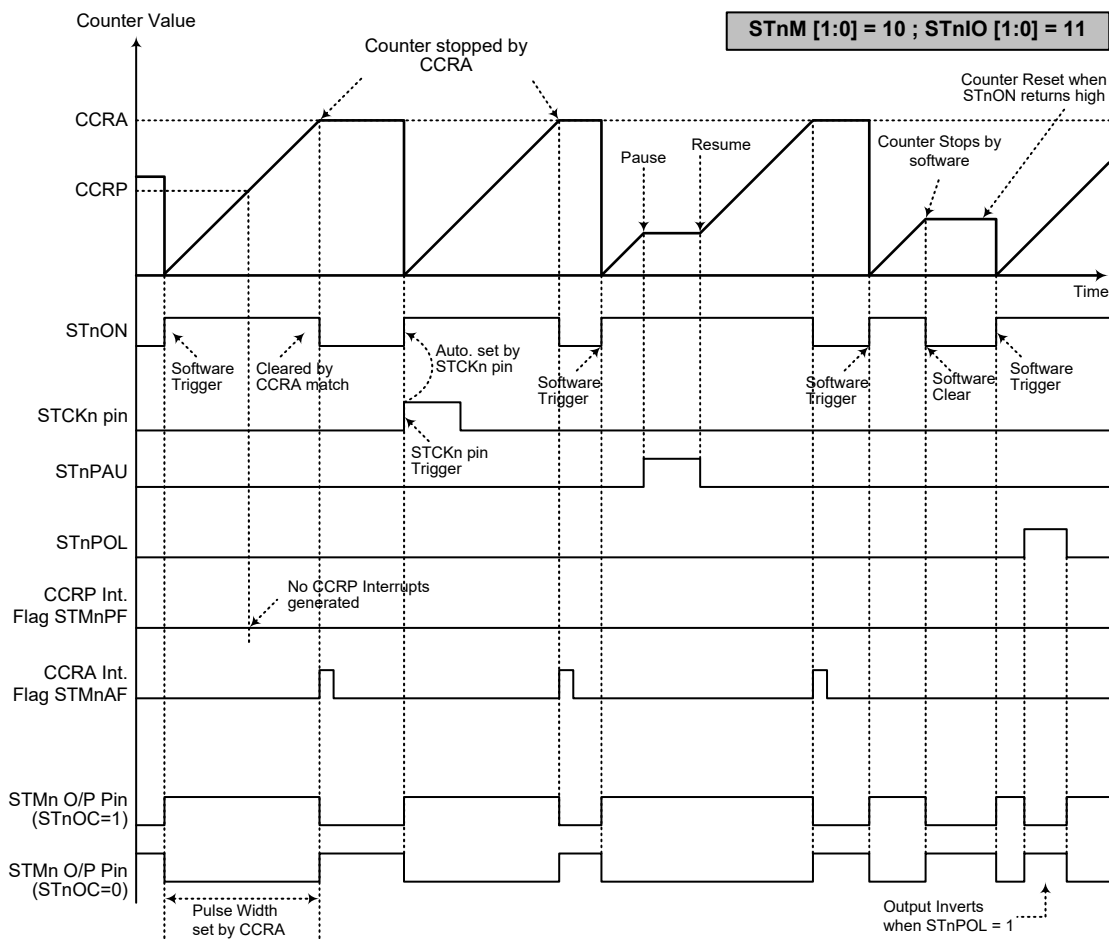 Counter Value
STnM [1:0] = 10 ; STnIO [1:0] = 11
Counter stopped by
CCRA
Counter Reset when
STnON returns high
CCRA
Pause
Resume
Counter Stops by
software
CCRP
Time
STnON
Software
Trigger
Cleared by
CCRA match
Auto. set by
STCKn pin
Software
Trigger
Software
Trigger
Software
Clear
Software
Trigger
STCKn pin
STCKn pin
Trigger
STnPAU
STnPOL
CCRP Int.
Flag STMnPF
No CCRP Interrupts
generated
CCRA Int.
Flag STMnAF
STMn O/P Pin
(STnOC=1)
STMn O/P Pin
(STnOC=0)
Pulse Width
set by CCRA
Output Inverts
when STnPOL = 1